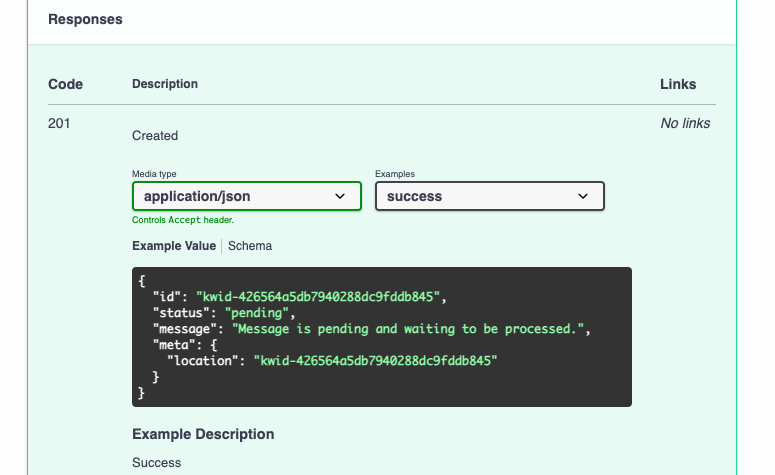 Responses
Code Description Links
201 Created No links
Media type Examples
application/json success
Controls Accept header.
Example Value Schema
{
  "id": "kwid-426564a5db7940288dc9fddb845",
  "status": "pending",
  "message": "Message is pending and waiting to be processed.",
  "meta": {
    "location": "kwid-426564a5db7940288dc9fddb845"
  }
}
Example Description
Success